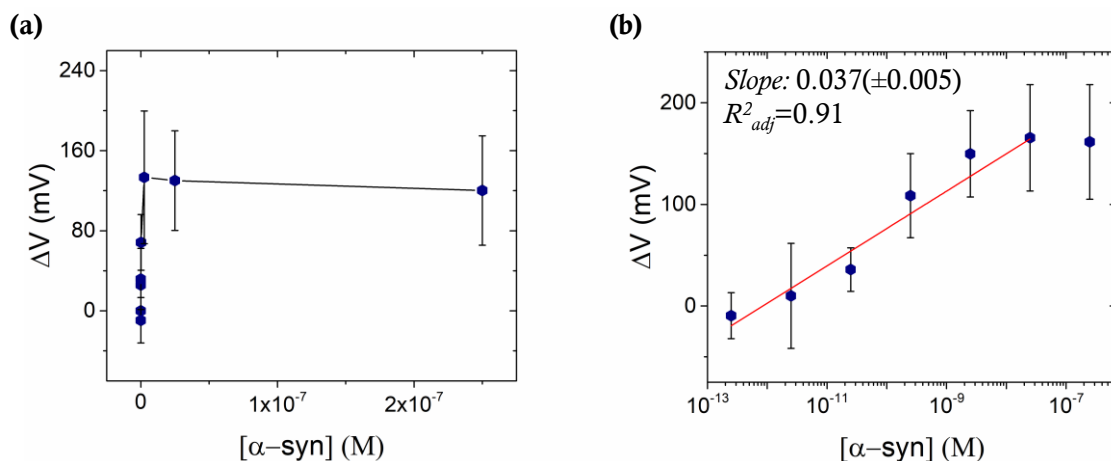 (a)
240
160
80
0
ΔV (mV)
0
1x10⁻⁷
2x10⁻⁷
[α–syn] (M)
(b)
Slope: 0.037(±0.005)
R²adj=0.91
200
100
0
ΔV (mV)
10⁻¹³
10⁻¹¹
10⁻⁹
10⁻⁷
[α–syn] (M)